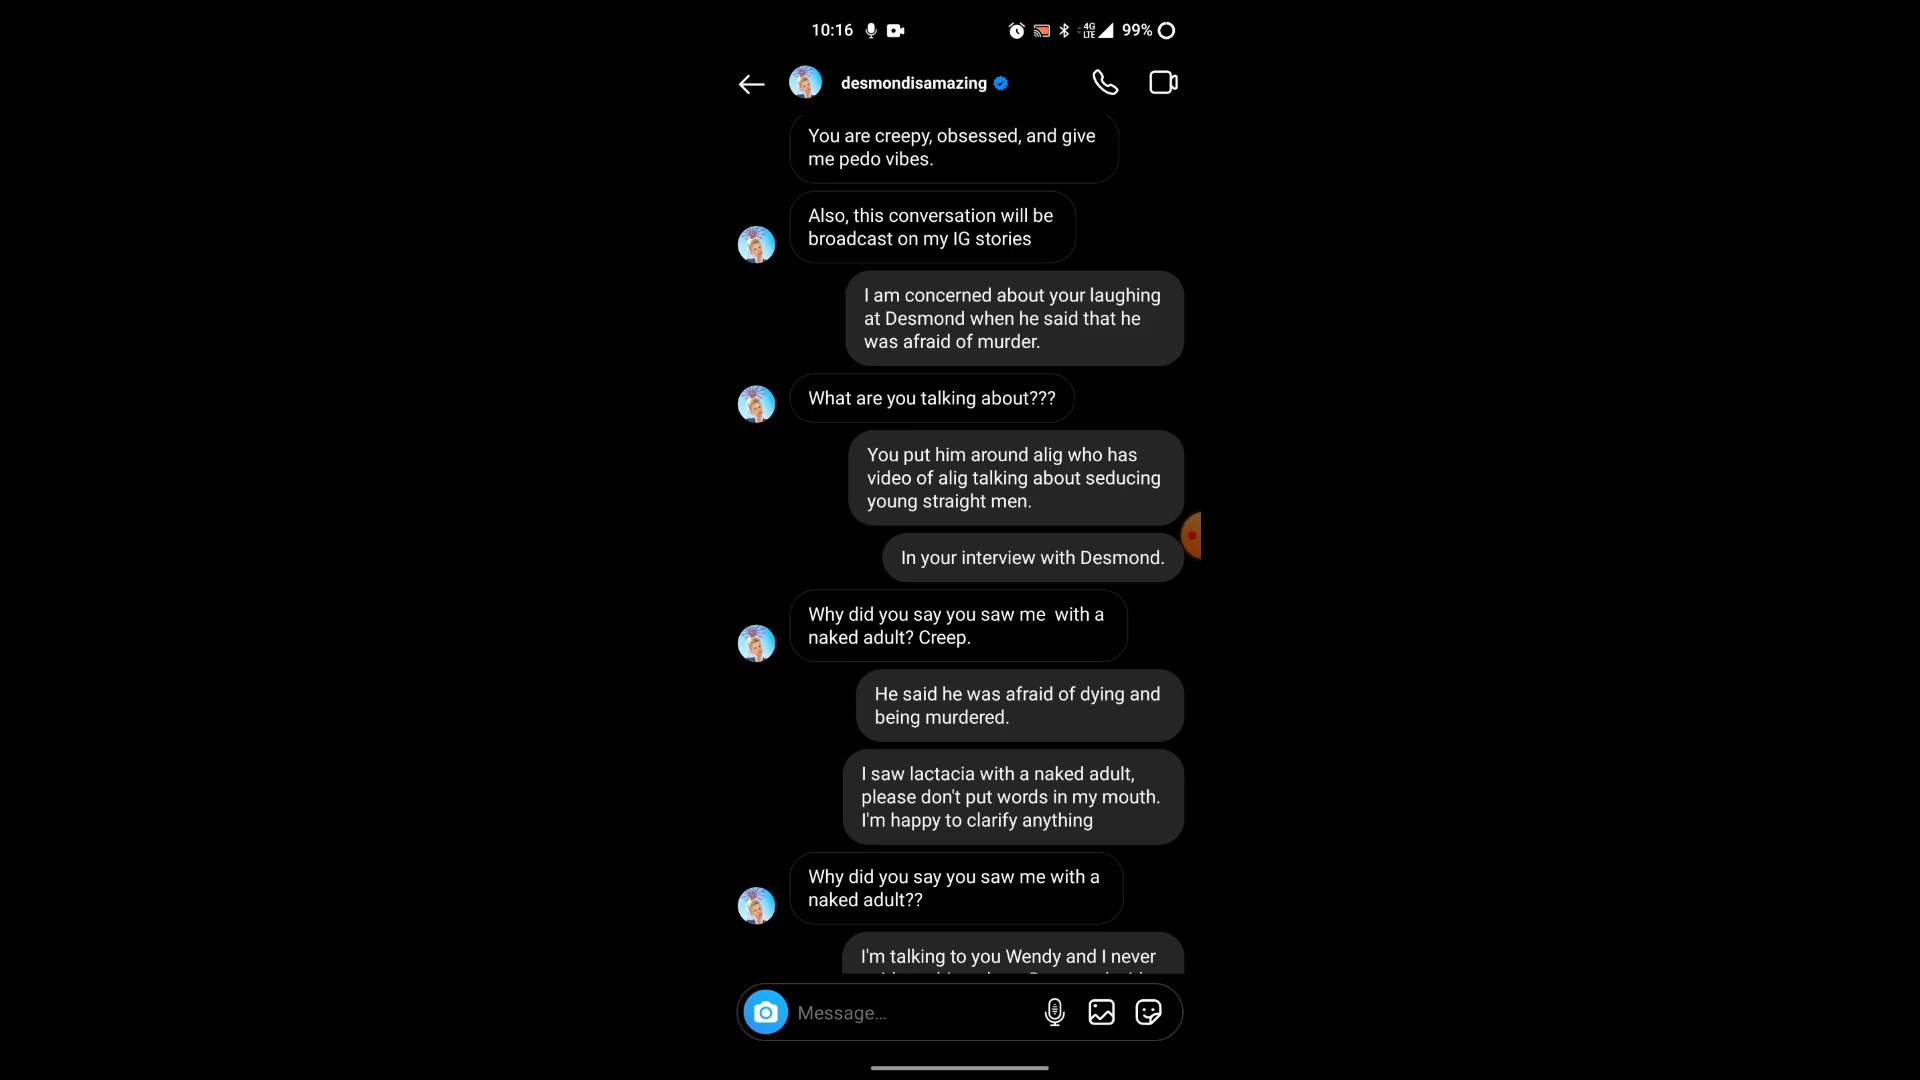 10:16
4G
LTE
99%
desmondisamazing
You are creepy, obsessed, and give
me pedo vibes.
Also, this conversation will be
broadcast on my IG stories
I am concerned about your laughing
at Desmond when he said that he
was afraid of murder.
What are you talking about???
You put him around alig who has
video of alig talking about seducing
young straight men.
In your interview with Desmond.
Why did you say you saw me  with a
naked adult? Creep.
He said he was afraid of dying and
being murdered.
I saw lactacia with a naked adult,
please don't put words in my mouth.
I'm happy to clarify anything
Why did you say you saw me with a
naked adult??
I'm talking to you Wendy and I never
Message...